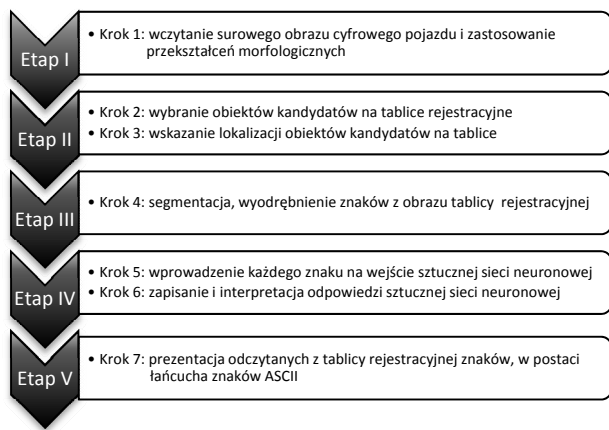 Etap I
• Krok 1: wczytanie surowego obrazu cyfrowego pojazdu i zastosowanie
przekształceń morfologicznych
Etap II
• Krok 2: wybranie obiektów kandydatów na tablice rejestracyjne
• Krok 3: wskazanie lokalizacji obiektów kandydatów na tablice
Etap III
• Krok 4: segmentacja, wyodrębnienie znaków z obrazu tablicy rejestracyjnej
Etap IV
• Krok 5: wprowadzenie każdego znaku na wejście sztucznej sieci neuronowej
• Krok 6: zapisanie i interpretacja odpowiedzi sztucznej sieci neuronowej
Etap V
• Krok 7: prezentacja odczytanych z tablicy rejestracyjnej znaków, w postaci
łańcucha znaków ASCII